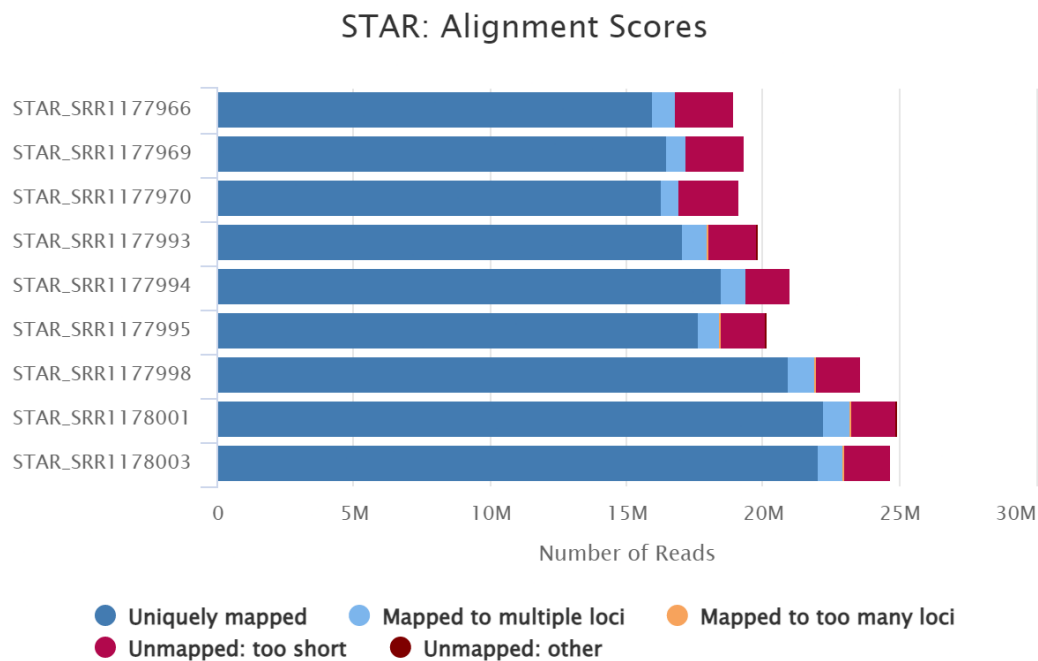 STAR: Alignment Scores
STAR_SRR1177966
STAR_SRR1177969
STAR_SRR1177970
STAR_SRR1177993
STAR_SRR1177994
STAR_SRR1177995
STAR_SRR1177998
STAR_SRR1178001
STAR_SRR1178003
0 5M 10M 15M 20M 25M 30M
Number of Reads
Uniquely mapped Mapped to multiple loci Mapped to too many loci
Unmapped: too short Unmapped: other